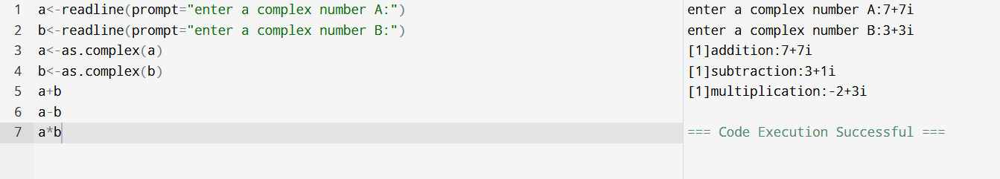 1 a<-readline(prompt="enter a complex number A:")
2 b<-readline(prompt="enter a complex number B:")
3 a<-as.complex(a)
4 b<-as.complex(b)
5 a+b
6 a-b
7 a*b
enter a complex number A:7+7i
enter a complex number B:3+3i
[1]addition:7+7i
[1]subtraction:3+1i
[1]multiplication:-2+3i
=== Code Execution Successful ===